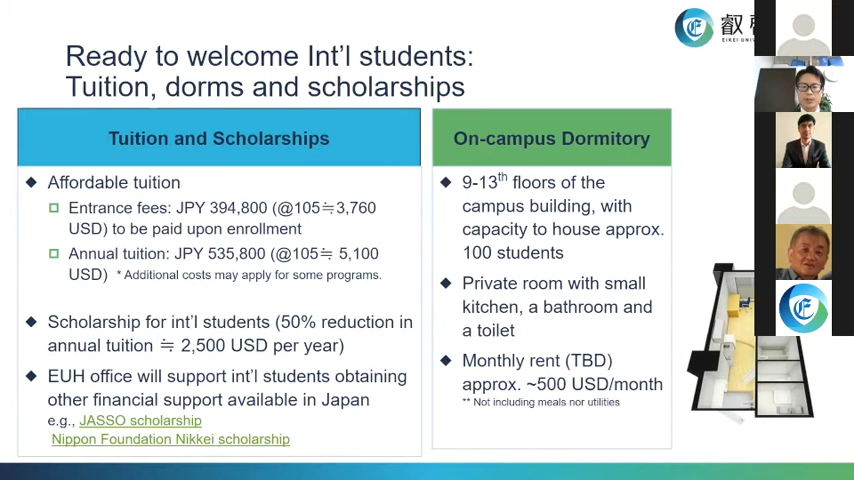 叡
EIKEI UNI
Ready to welcome Int'l students:
Tuition, dorms and scholarships
Tuition and Scholarships
◆ Affordable tuition
Entrance fees: JPY 394,800 (@105≒3,760
USD) to be paid upon enrollment
Annual tuition: JPY 535,800 (@105≒ 5,100
USD) * Additional costs may apply for some programs.
◆ Scholarship for int'l students (50% reduction in
annual tuition ≒ 2,500 USD per year)
◆ EUH office will support int'l students obtaining
other financial support available in Japan
e.g., JASSO scholarship
Nippon Foundation Nikkei scholarship
On-campus Dormitory
◆ 9-13th floors of the
campus building, with
capacity to house approx.
100 students
◆ Private room with small
kitchen, a bathroom and
a toilet
◆ Monthly rent (TBD)
approx. ~500 USD/month
** Not including meals nor utilities